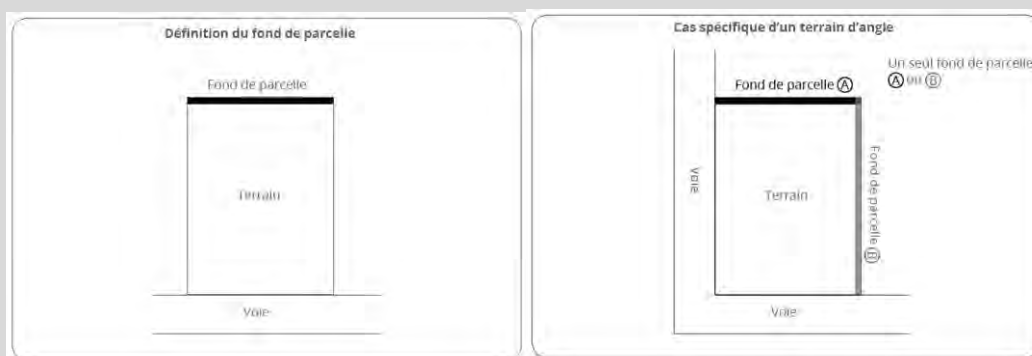 Définition du fond de parcelle
Fond de parcelle
Terrain
Voie
Cas spécifique d'un terrain d'angle
Un seul fond de parcelle
Ⓐ ou Ⓑ
Fond de parcelle Ⓐ
Voie
Terrain
Fond de parcelle Ⓑ
Voie